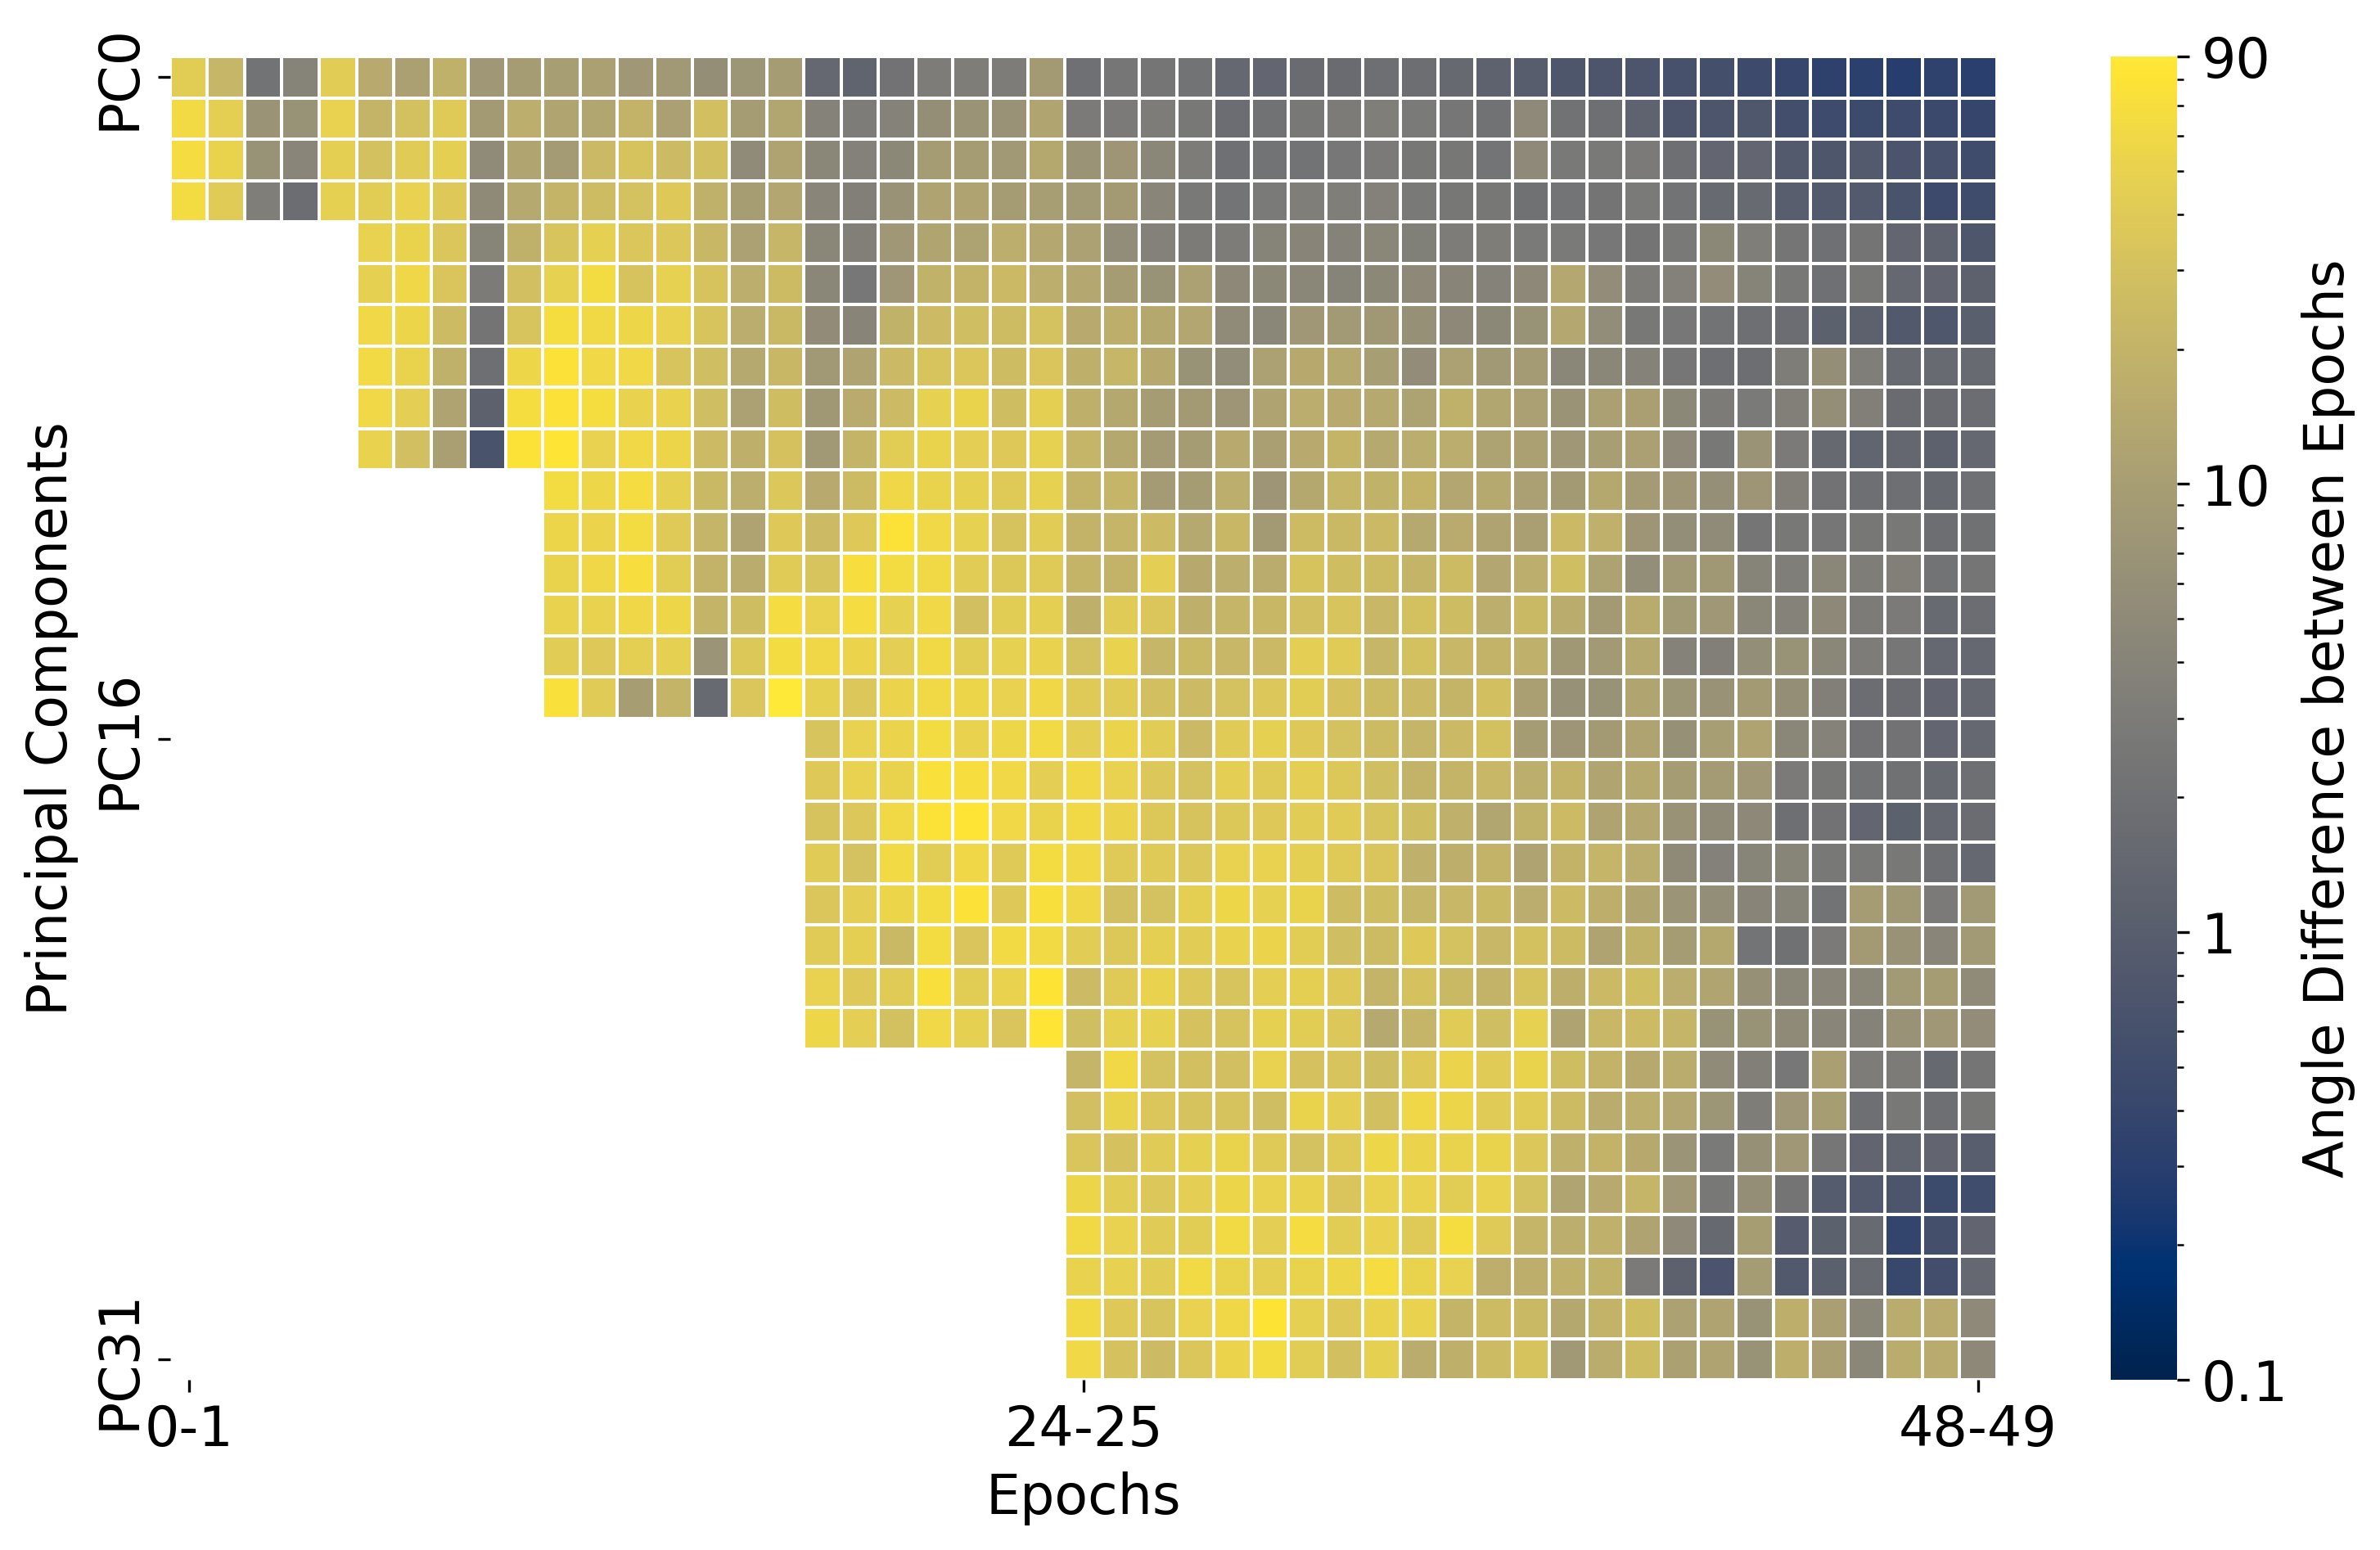 Principal Components
PC0
PC16
PC31
0-1
24-25
48-49
Epochs
90
10
1
0.1
Angle Difference between Epochs